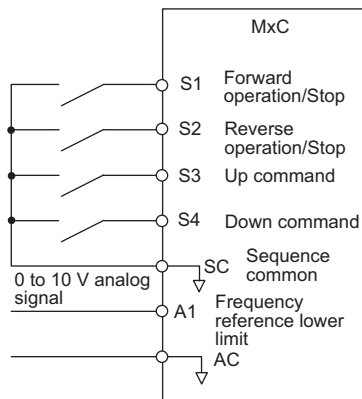 MxC
S1 Forward
operation/Stop
S2 Reverse
operation/Stop
S3 Up command
S4 Down command
SC Sequence
common
0 to 10 V analog
signal
A1 Frequency
reference lower
limit
AC